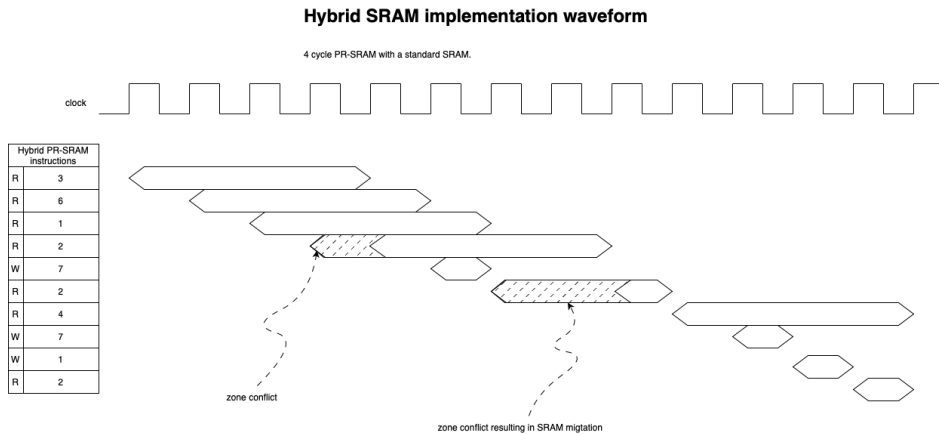 Hybrid SRAM implementation waveform
4 cycle PR-SRAM with a standard SRAM.
clock
Hybrid PR-SRAM
instructions
R 3
R 6
R 1
R 2
W 7
R 2
R 4
W 7
W 1
R 2
zone conflict
zone conflict resulting in SRAM migtation